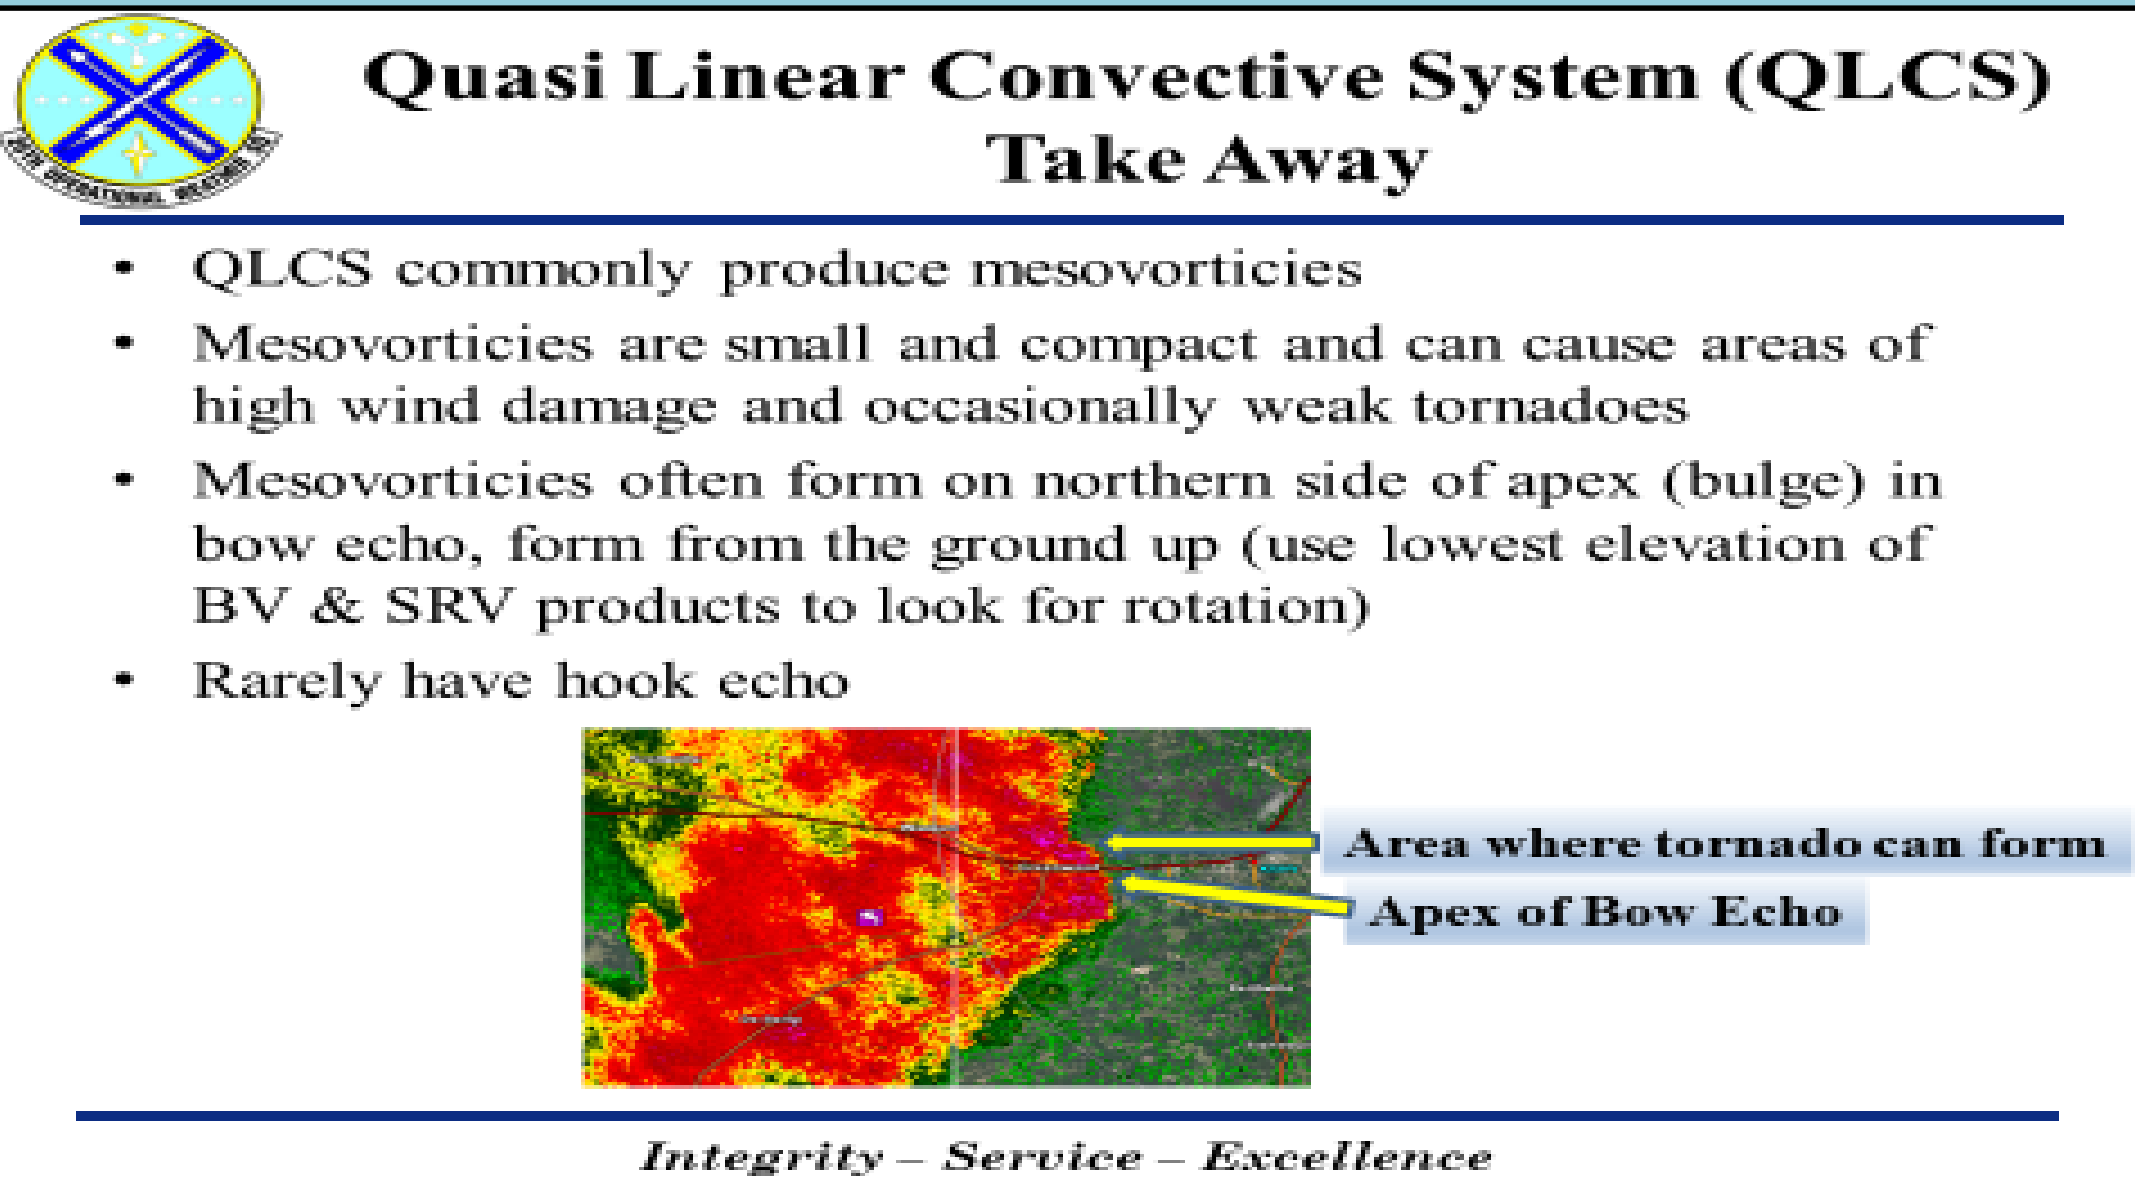 Quasi Linear Convective System (QLCS)
Take Away
• QLCS commonly produce mesovorticies
• Mesovorticies are small and compact and can cause areas of
high wind damage and occasionally weak tornadoes
• Mesovorticies often form on northern side of apex (bulge) in
bow echo, form from the ground up (use lowest elevation of
BV & SRV products to look for rotation)
• Rarely have hook echo
Area where tornado can form
Apex of Bow Echo
Integrity – Service – Excellence
OPERATIONAL WEATHER